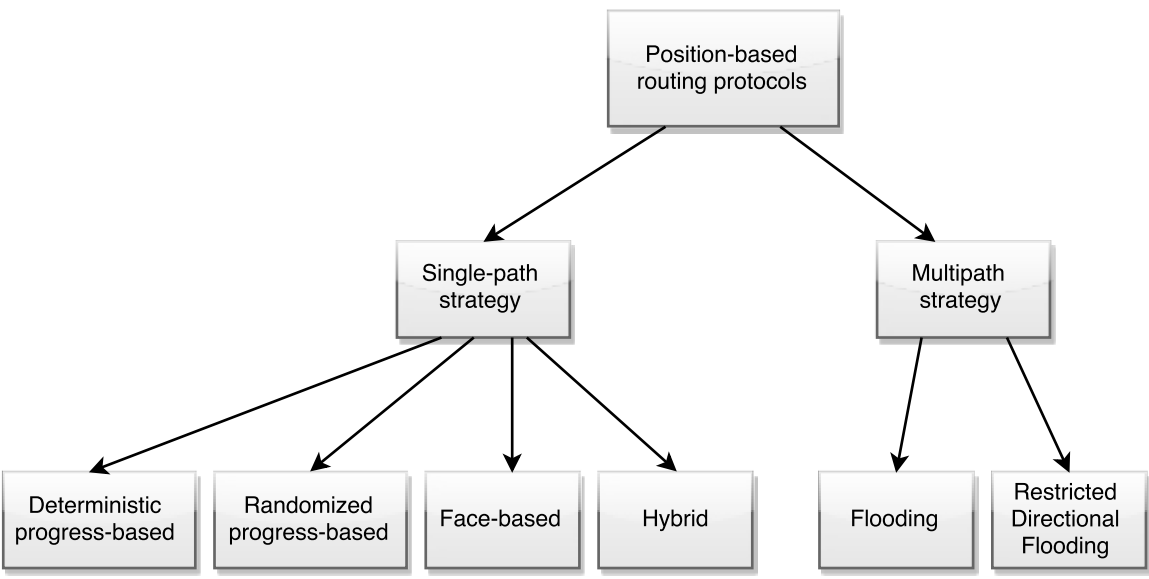 Position-based
routing protocols
Single-path
strategy
Multipath
strategy
Deterministic
progress-based
Randomized
progress-based
Face-based
Hybrid
Flooding
Restricted
Directional
Flooding